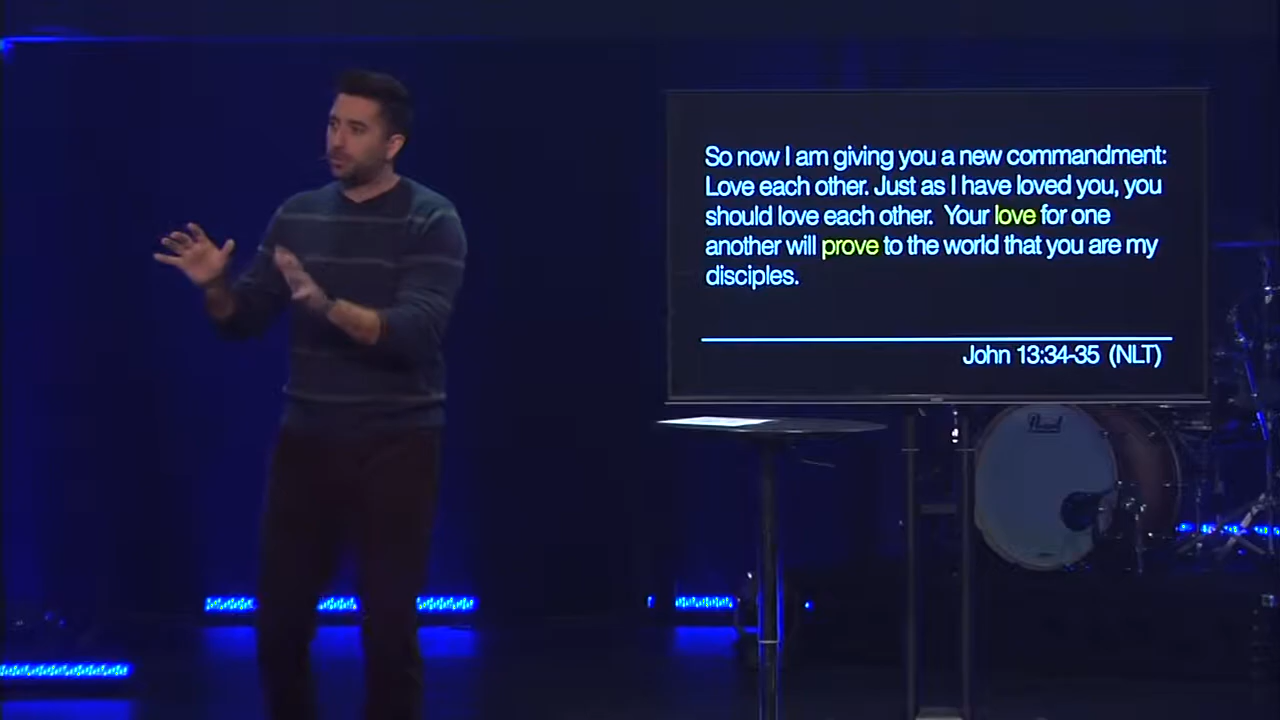 So now I am giving you a new commandment:
Love each other. Just as I have loved you, you
should love each other.  Your love for one
another will prove to the world that you are my
disciples.
John 13:34-35  (NLT)
Pearl